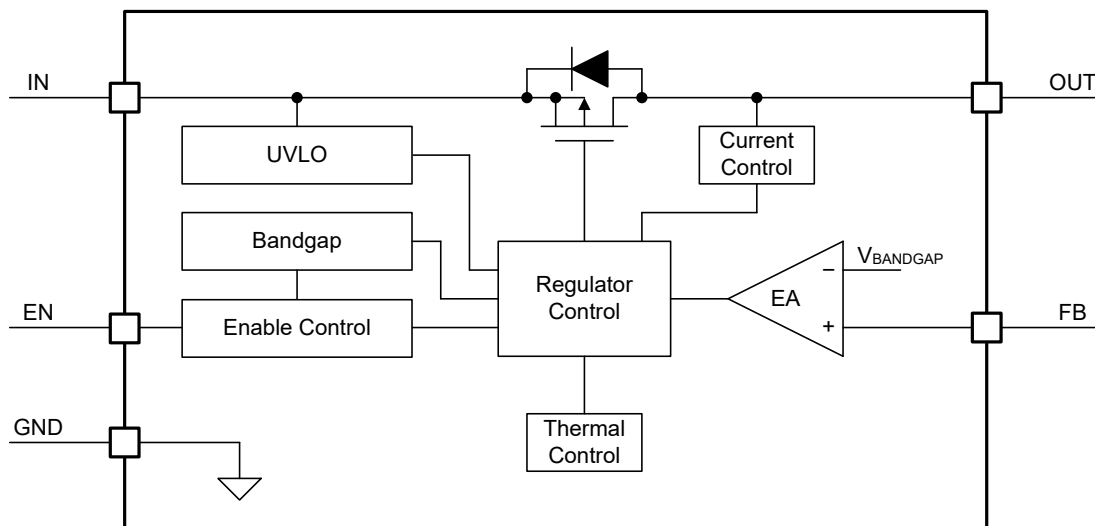 IN
OUT
UVLO
Current
Control
Bandgap
VBANDGAP
Regulator
Control
−
EA
+
EN
Enable Control
FB
GND
Thermal
Control